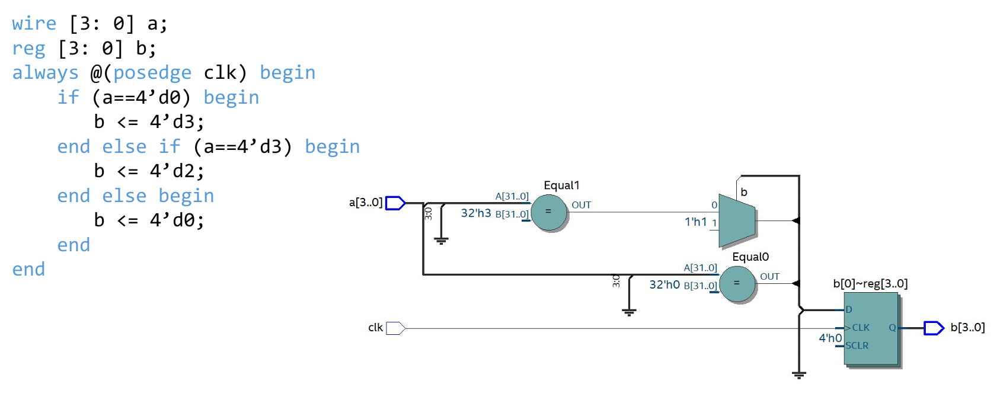 wire [3: 0] a;
reg [3: 0] b;
always @(posedge clk) begin
if (a==4’d0) begin
b <= 4’d3;
end else if (a==4’d3) begin
b <= 4’d2;
end else begin
b <= 4’d0;
end
end
Equal1
a[3..0]
3:0
A[31..0]
32'h3 B[31..0]
=
OUT
b
0
1'h1 1
Equal0
3:0
A[31..0]
32'h0 B[31..0]
=
OUT
b[0]~reg[3..0]
D
clk
CLK
Q
b[3..0]
4'h0
SCLR